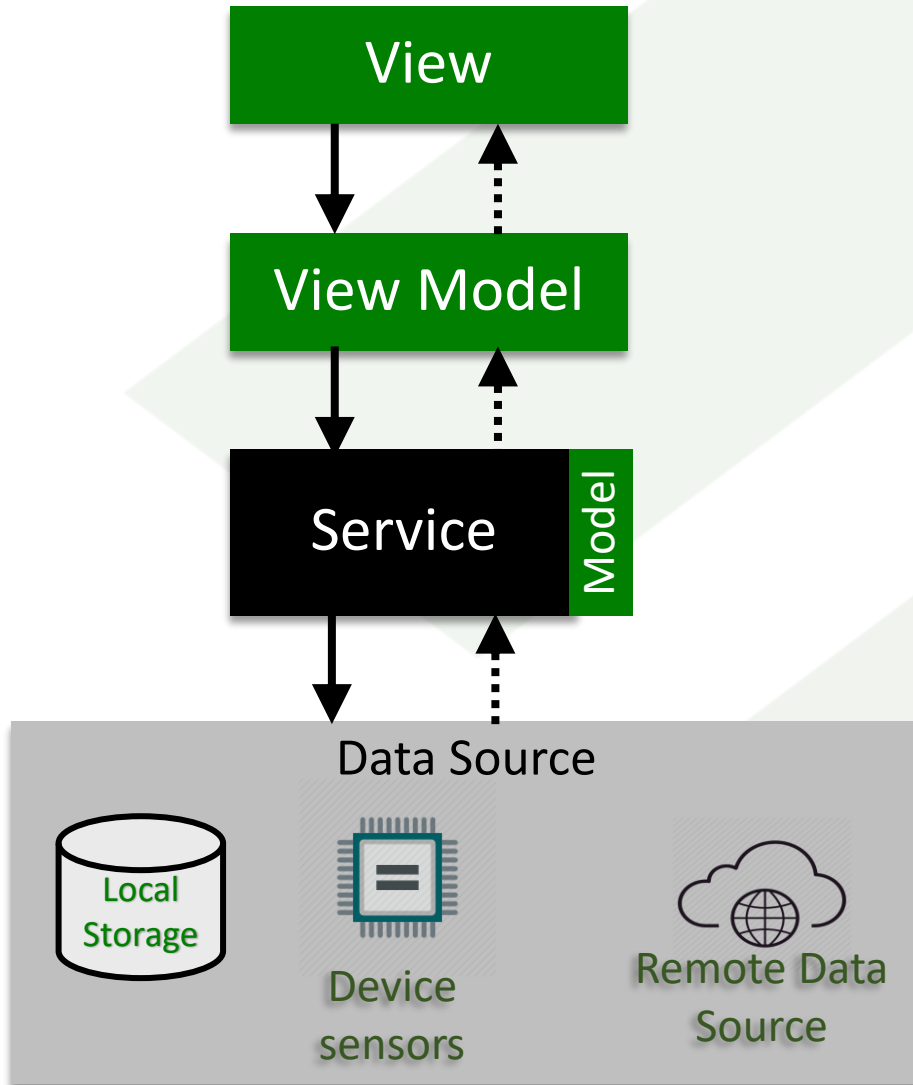 View
View Model
Service
Model
Data Source
Local
Storage
Device
sensors
Remote Data
Source